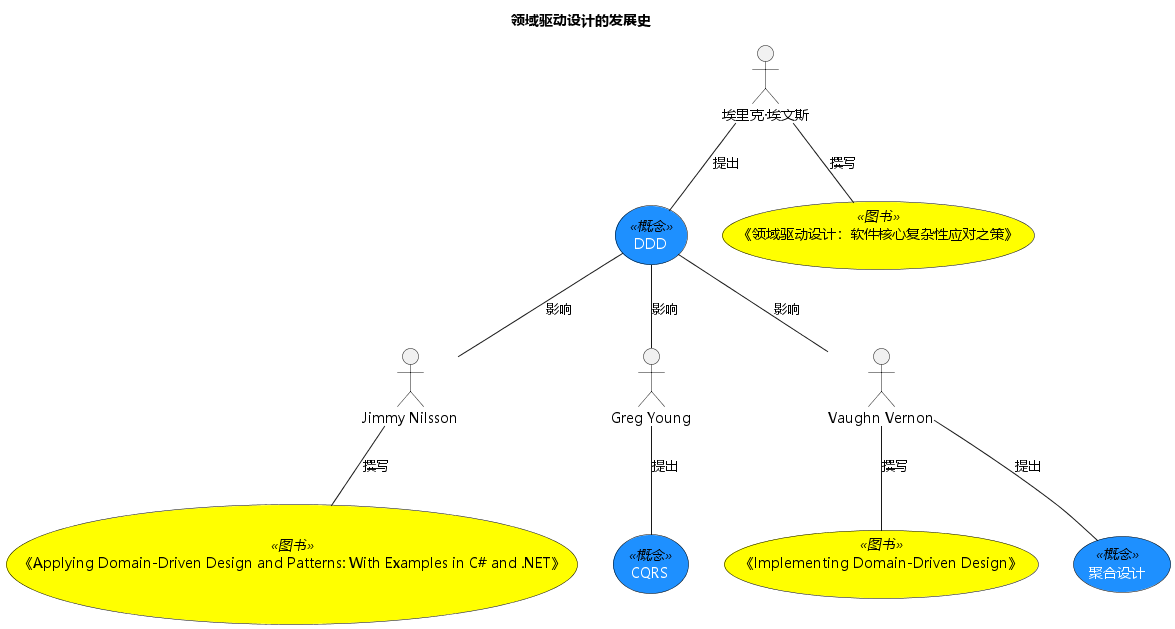 领域驱动设计的发展史
埃里克·埃文斯
提出
撰写
«概念»
DDD
«图书»
《领域驱动设计：软件核心复杂性应对之策》
影响
影响
影响
Jimmy Nilsson
Greg Young
Vaughn Vernon
撰写
提出
撰写
提出
«图书»
《Applying Domain-Driven Design and Patterns: With Examples in C# and .NET》
«概念»
CQRS
«图书»
《Implementing Domain-Driven Design》
«概念»
聚合设计